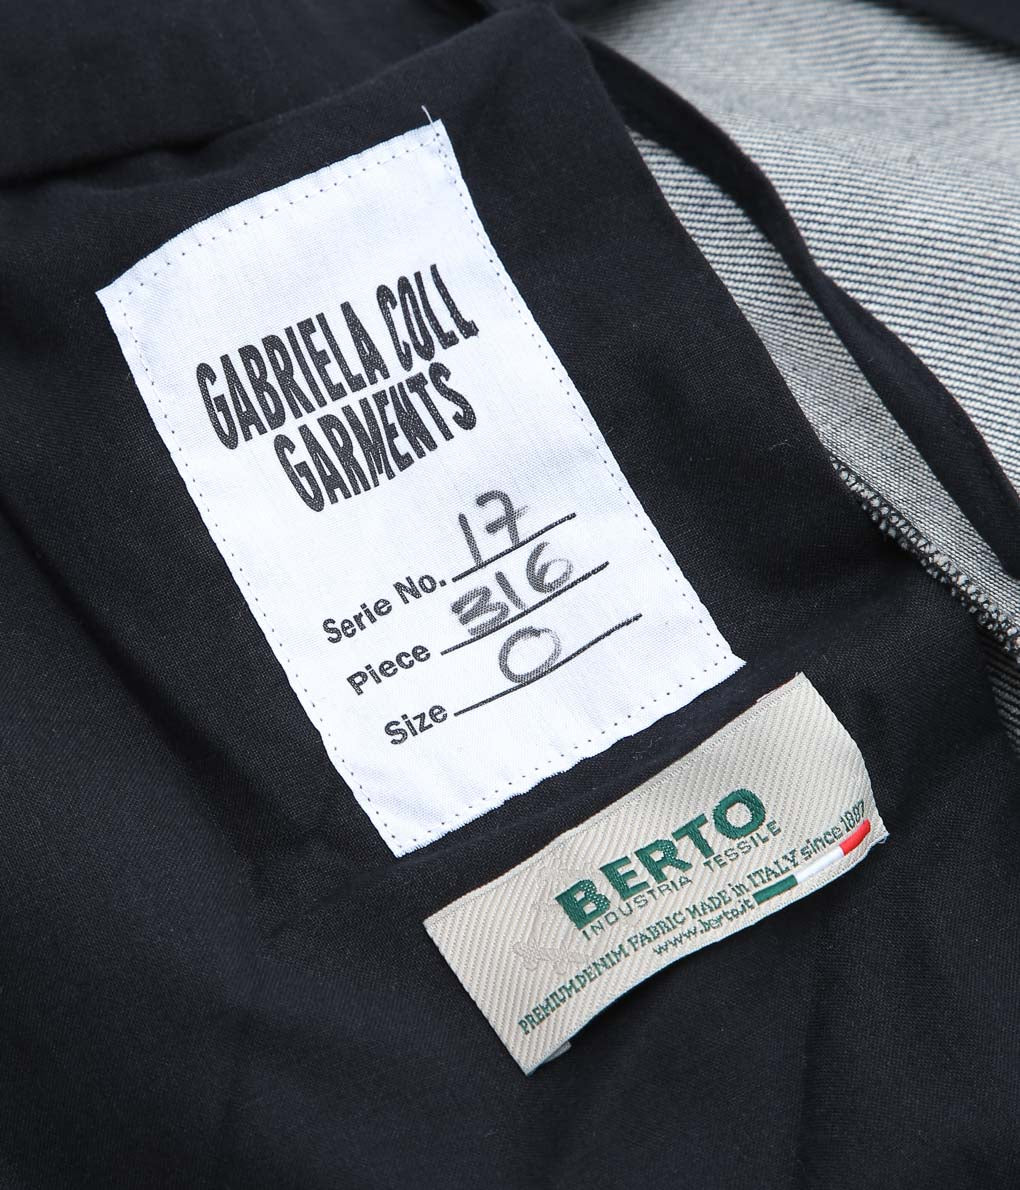 GABRIELA COLL
GARMENTS
Serie No. 17
Piece 316
Size 0
BERTO
INDUSTRIA TESSILE
PREMIUM DENIM FABRIC MADE in ITALY since 1887
www.berto.it